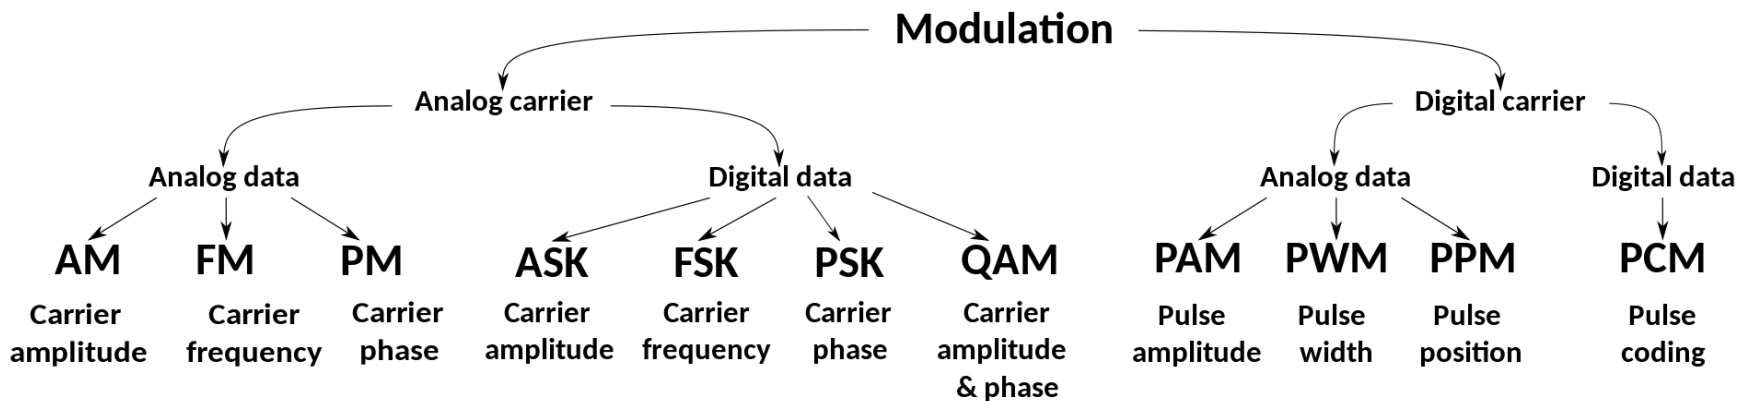 Modulation
Analog carrier
Digital carrier
Analog data
Digital data
Analog data
Digital data
AM
FM
PM
ASK
FSK
PSK
QAM
PAM
PWM
PPM
PCM
Carrier
amplitude
Carrier
frequency
Carrier
phase
Carrier
amplitude
Carrier
frequency
Carrier
phase
Carrier
amplitude
& phase
Pulse
amplitude
Pulse
width
Pulse
position
Pulse
coding